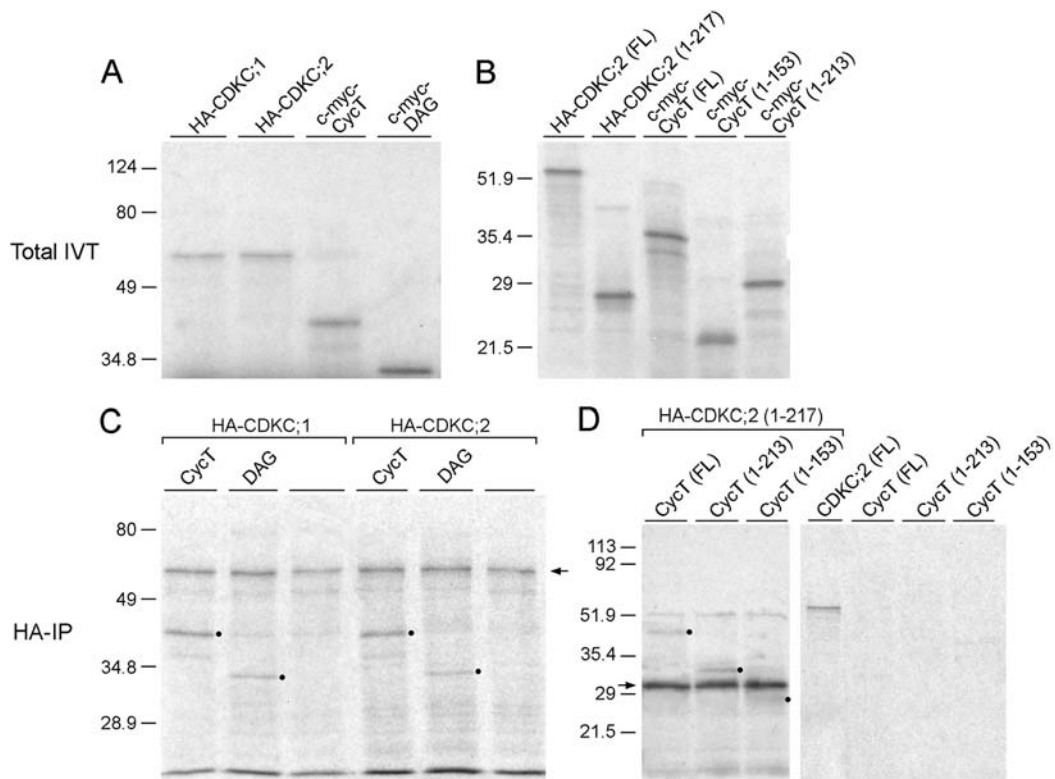 A
HA-CDKC;1
HA-CDKC;2
c-myc-
CycT
c-myc-
DAG
124
80
49
34.8
Total IVT
B
HA-CDKC;2 (FL)
HA-CDKC;2 (1-217)
c-myc-
CycT (FL)
c-myc-
CycT (1-153)
c-myc-
CycT (1-213)
51.9
35.4
29
21.5
C
HA-CDKC;1
HA-CDKC;2
CycT
DAG
CycT
DAG
80
49
34.8
28.9
HA-IP
D
HA-CDKC;2 (1-217)
CycT (FL)
CycT (1-213)
CycT (1-153)
CDKC;2 (FL)
CycT (FL)
CycT (1-213)
CycT (1-153)
113
92
51.9
35.4
29
21.5